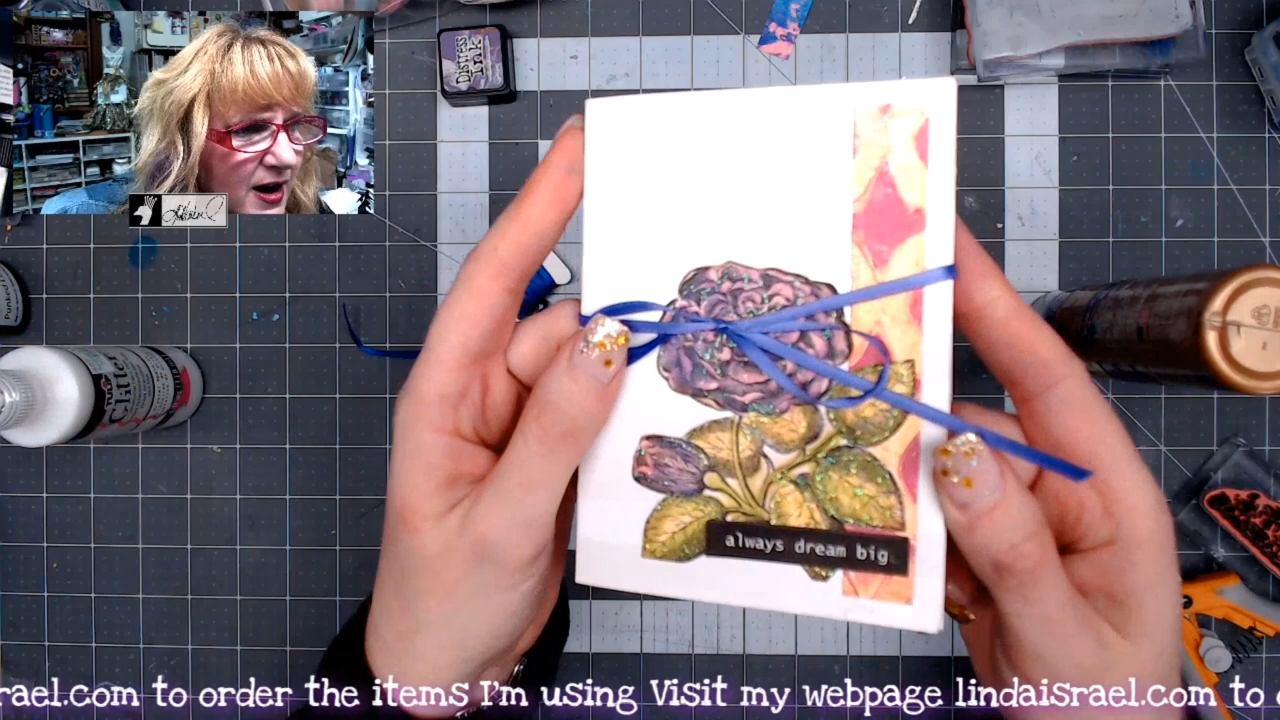 Distress
Ink
Glitter
always dream big
rael.com to order the items I'm using Visit my webpage lindaisrael.com to